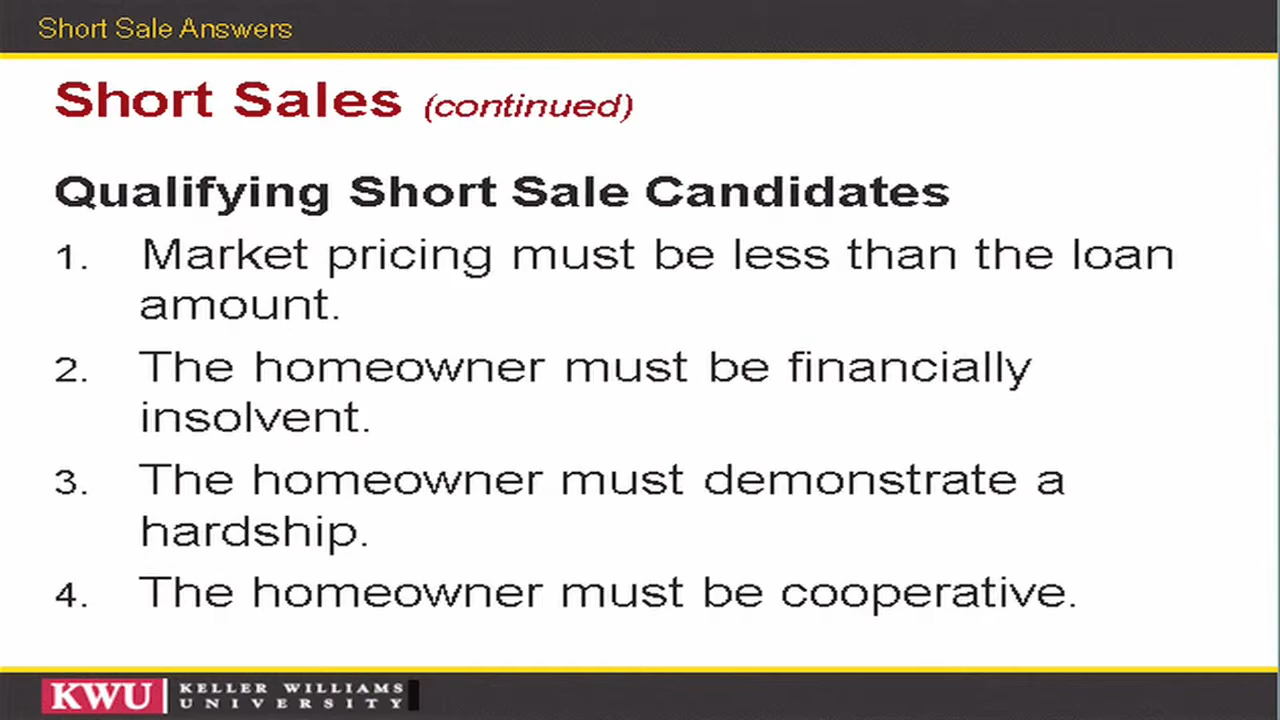 Short Sale Answers
Short Sales (continued)
Qualifying Short Sale Candidates
1. Market pricing must be less than the loan
amount.
2. The homeowner must be financially
insolvent.
3. The homeowner must demonstrate a
hardship.
4. The homeowner must be cooperative.
KWU KELLER WILLIAMS
UNIVERSITY